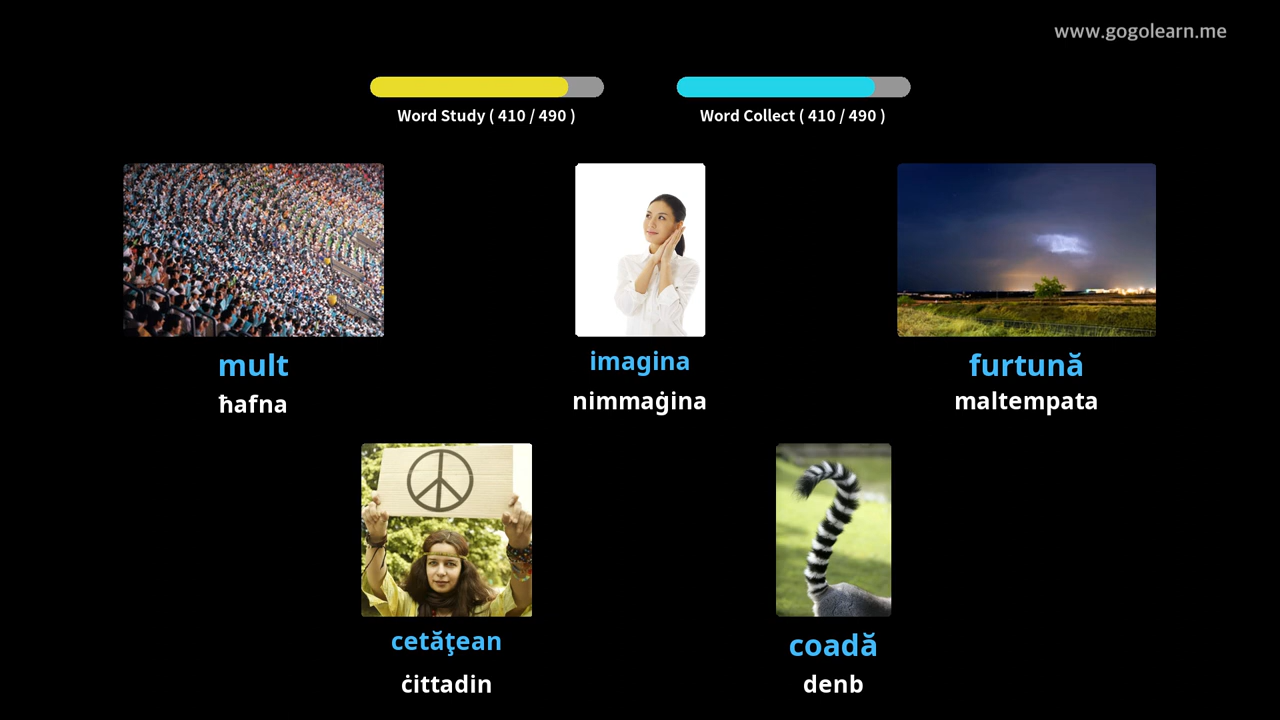 www.gogolearn.me
Word Study ( 410 / 490 )
Word Collect ( 410 / 490 )
mult
ħafna
imagina
nimmaġina
furtună
maltempata
cetăţean
ċittadin
coadă
denb